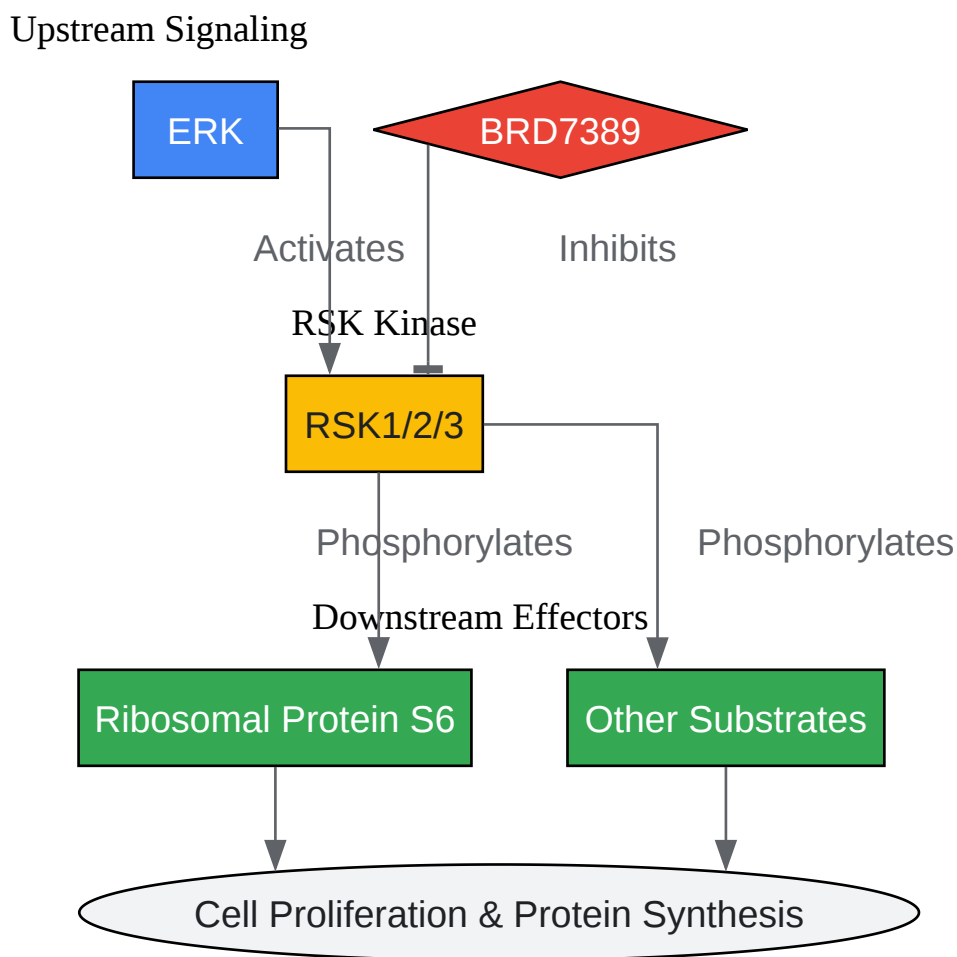 Upstream Signaling
ERK
BRD7389
Activates
Inhibits
RSK Kinase
RSK1/2/3
Phosphorylates
Phosphorylates
Downstream Effectors
Ribosomal Protein S6
Other Substrates
Cell Proliferation & Protein Synthesis